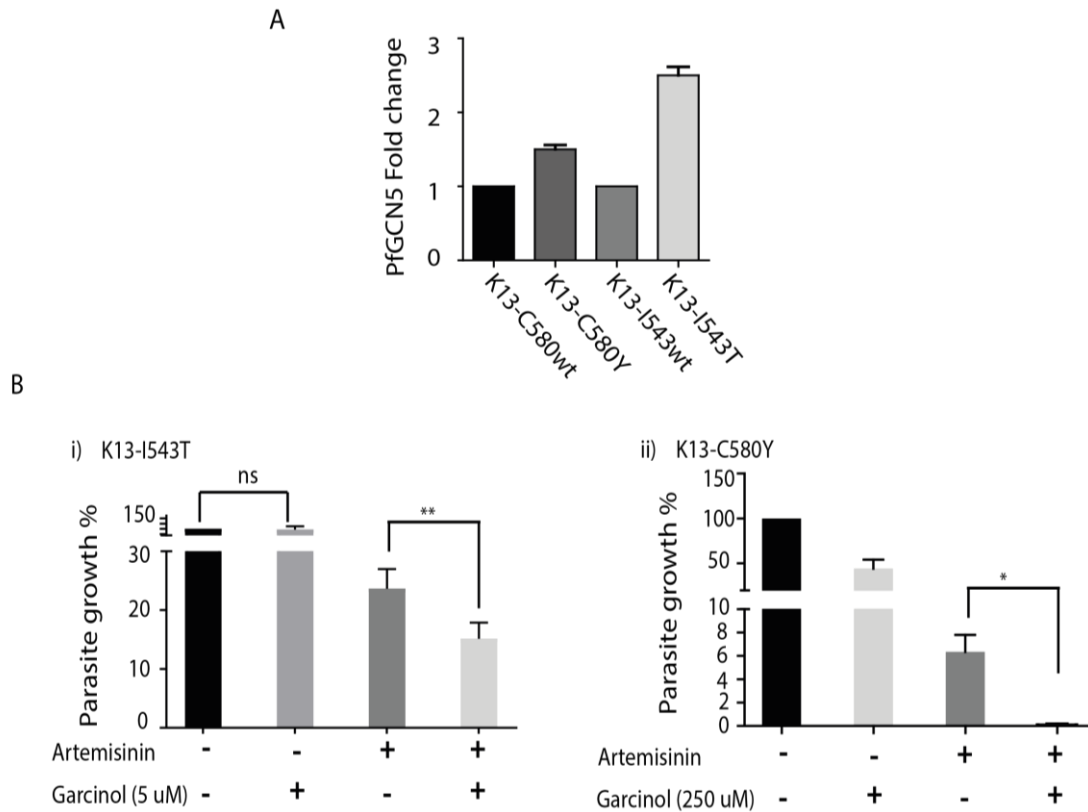 A
PfGCN5 Fold change
3
2
1
0
K13-C580wt
K13-C580Y
K13-I543wt
K13-I543T
B
i) K13-I543T
ns
**
Parasite growth %
150
30
20
10
0
Artemisinin - - + +
Garcinol (5 uM) - + - +
ii) K13-C580Y
*
Parasite growth %
150
100
50
10
8
6
4
2
0
Artemisinin - - + +
Garcinol (250 uM) - + - +